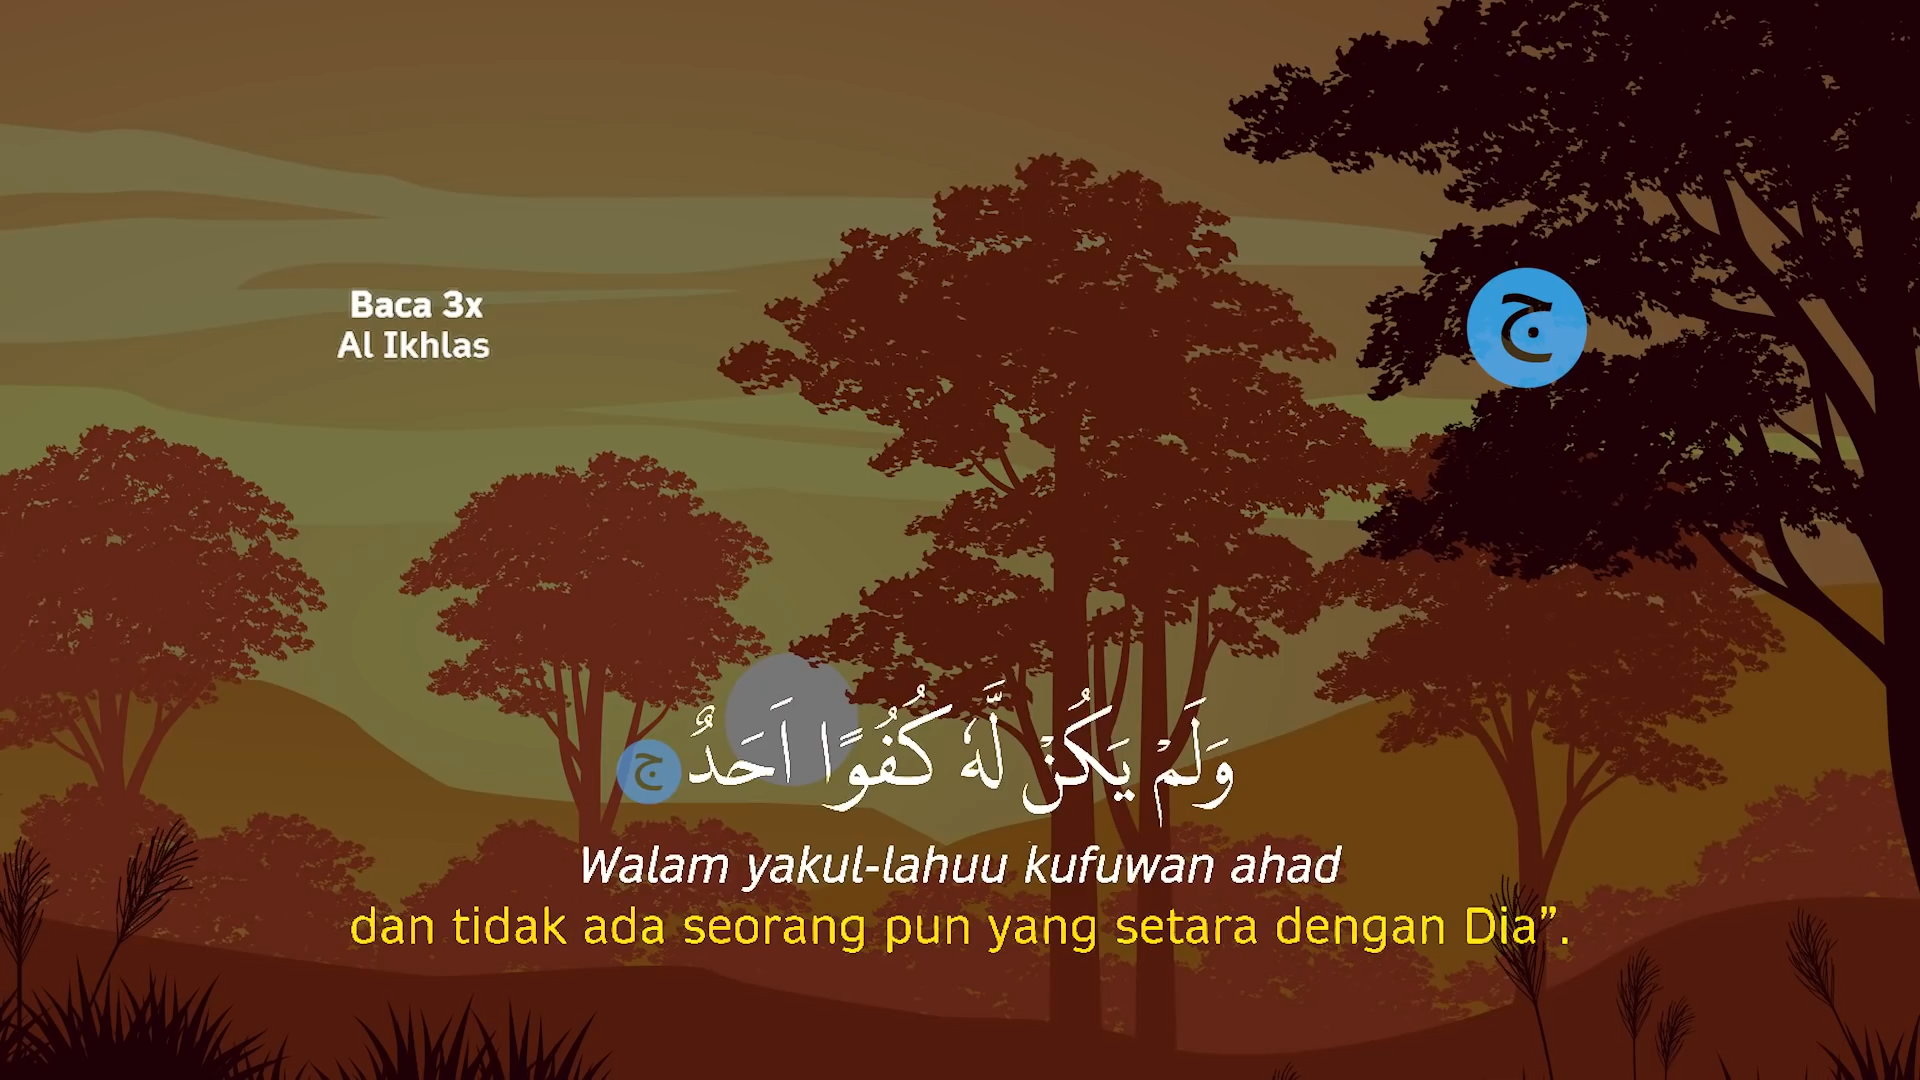 Baca 3x
Al Ikhlas
ج
وَلَمْ يَكُنْ لَّهٗ كُفُوًا اَحَدٌ ࣖ ج
Walam yakul-lahuu kufuwan ahad
dan tidak ada seorang pun yang setara dengan Dia”.